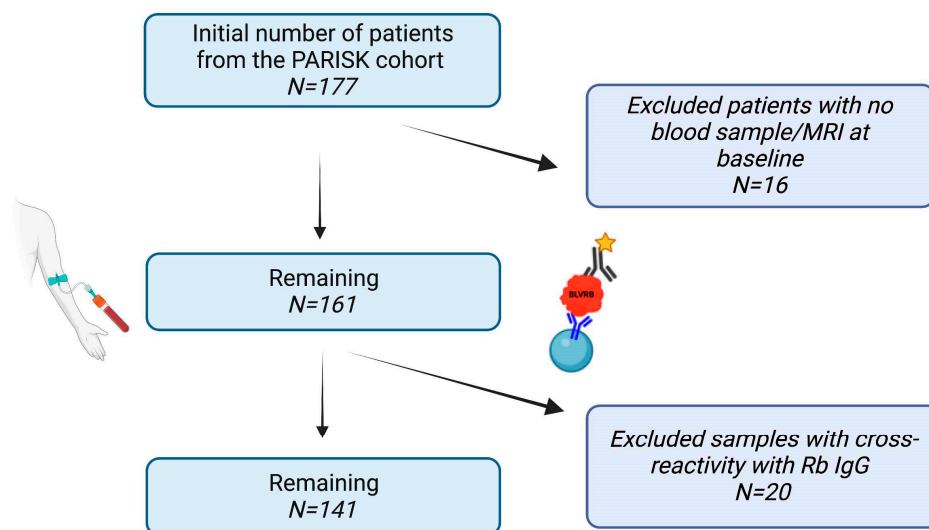 Initial number of patients
from the PARISK cohort
N=177
Excluded patients with no
blood sample/MRI at
baseline
N=16
Remaining
N=161
BLVRB
Excluded samples with cross-
reactivity with Rb IgG
N=20
Remaining
N=141